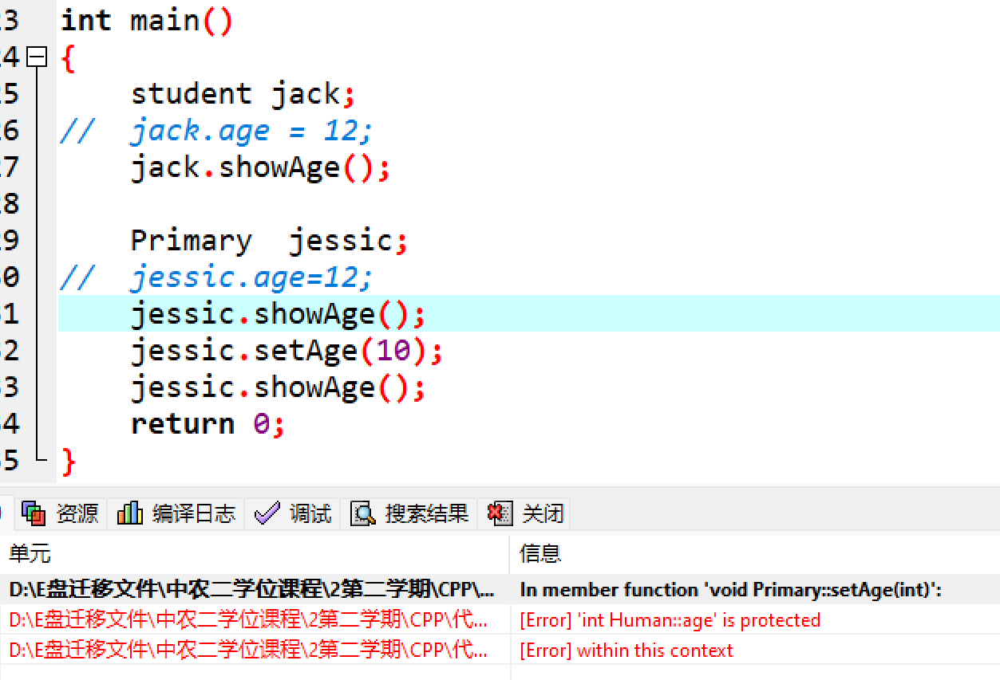 3 int main()
4 {
5 student jack;
6 // jack.age = 12;
7 jack.showAge();
8
9 Primary jessic;
0 // jessic.age=12;
1 jessic.showAge();
2 jessic.setAge(10);
3 jessic.showAge();
4 return 0;
5 }
资源 编译日志 调试 搜索结果 关闭
单元 信息
D:\E盘迁移文件\中农二学位课程\2第二学期\CPP\... In member function 'void Primary::setAge(int)':
D:\E盘迁移文件\中农二学位课程\2第二学期\CPP\代... [Error] 'int Human::age' is protected
D:\E盘迁移文件\中农二学位课程\2第二学期\CPP\代... [Error] within this context